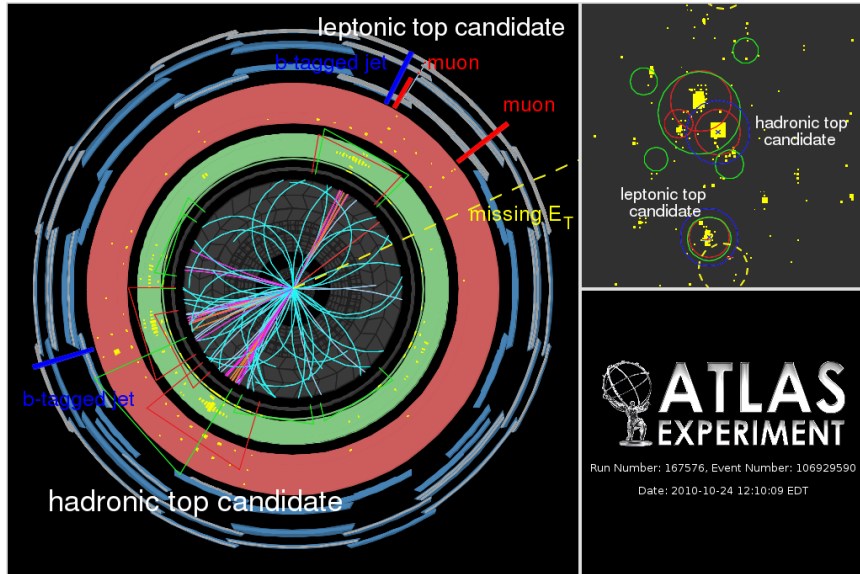 leptonic top candidate
b-tagged jet
muon
muon
missing E_T
b-tagged jet
hadronic top candidate
hadronic top
candidate
leptonic top
candidate
ATLAS
EXPERIMENT
Run Number: 167576, Event Number: 106929590
Date: 2010-10-24 12:10:09 EDT